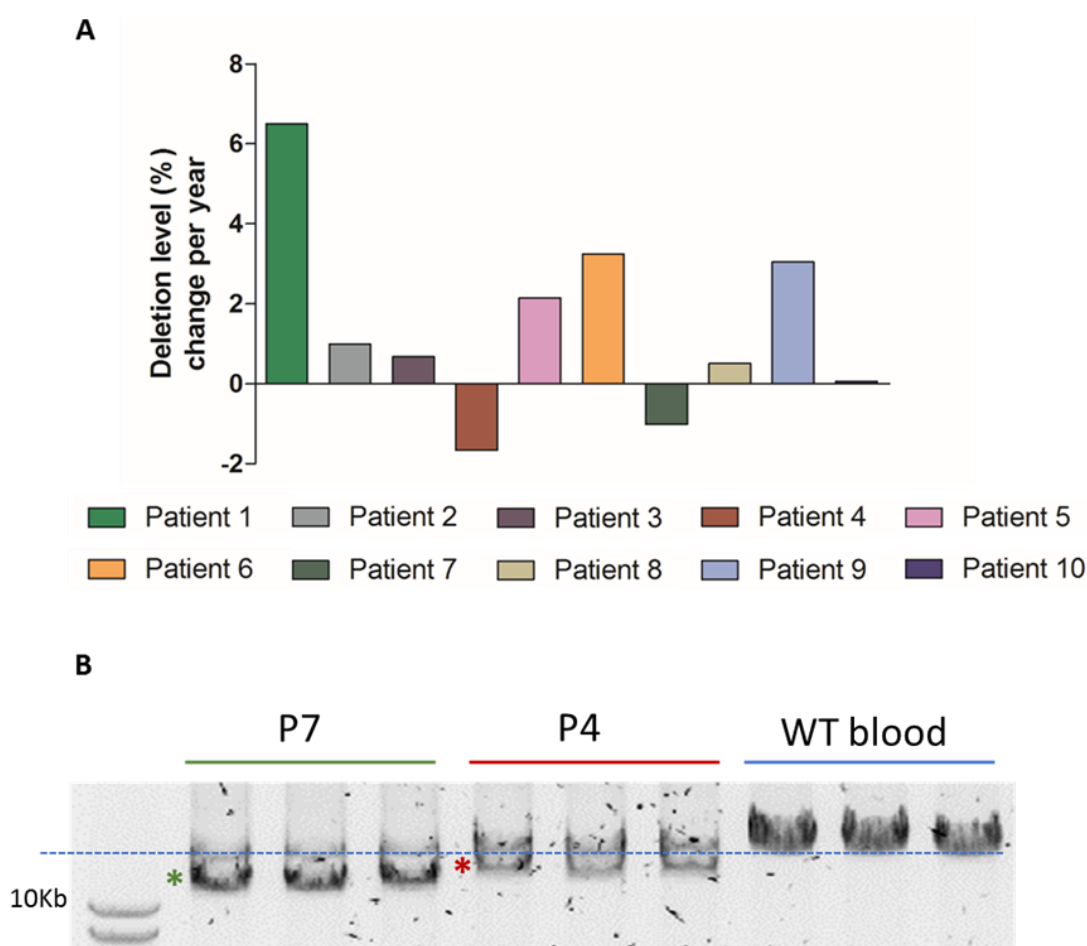 A
8
6
4
2
0
-2
Deletion level (%)
change per year
Patient 1 Patient 2 Patient 3 Patient 4 Patient 5
Patient 6 Patient 7 Patient 8 Patient 9 Patient 10
B
P7 P4 WT blood
* *
10Kb